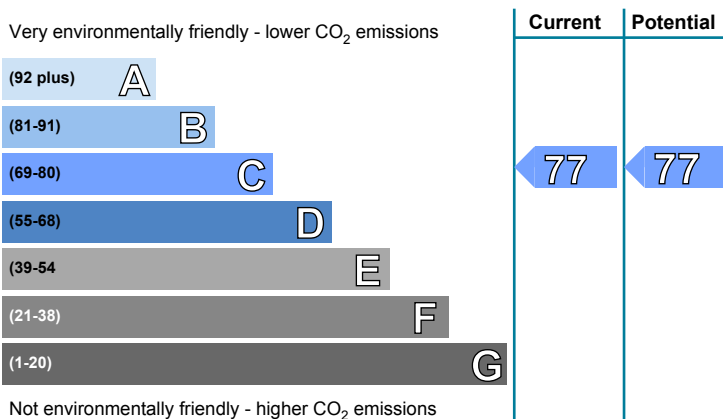 Very environmentally friendly - lower CO2 emissions
Current
Potential
(92 plus) A
(81-91) B
(69-80) C
77
77
(55-68) D
(39-54 E
(21-38) F
(1-20) G
Not environmentally friendly - higher CO2 emissions